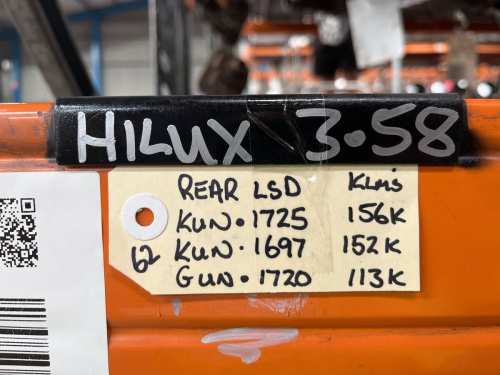 HILUX 3.58
REAR LSD KLMS
KUN.1725 156K
62 KUN.1697 152K
GUN.1720 113K